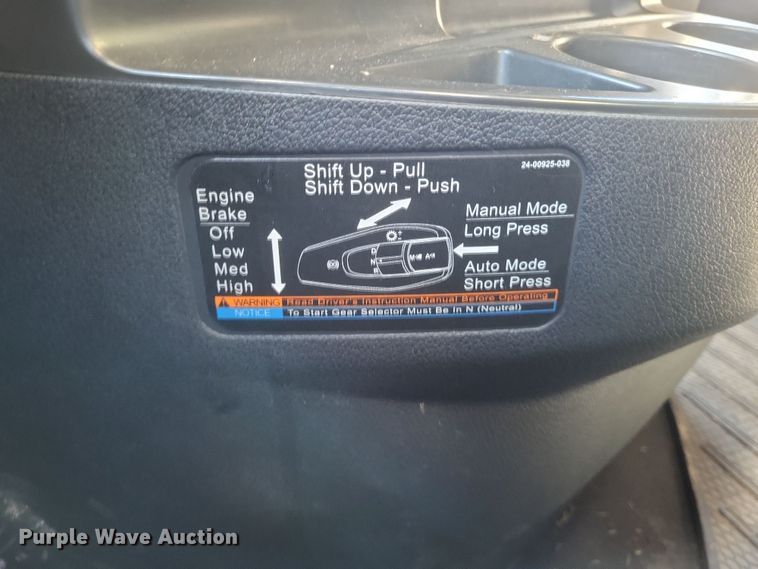 24-00925-038
Shift Up - Pull
Shift Down - Push
Engine
Brake
Off
Low
Med
High
D
N
R
M
A
Manual Mode
Long Press
Auto Mode
Short Press
WARNING Read Driver's Instruction Manual Before Operating
NOTICE To Start Gear Selector Must Be In N (Neutral)
Purple Wave Auction